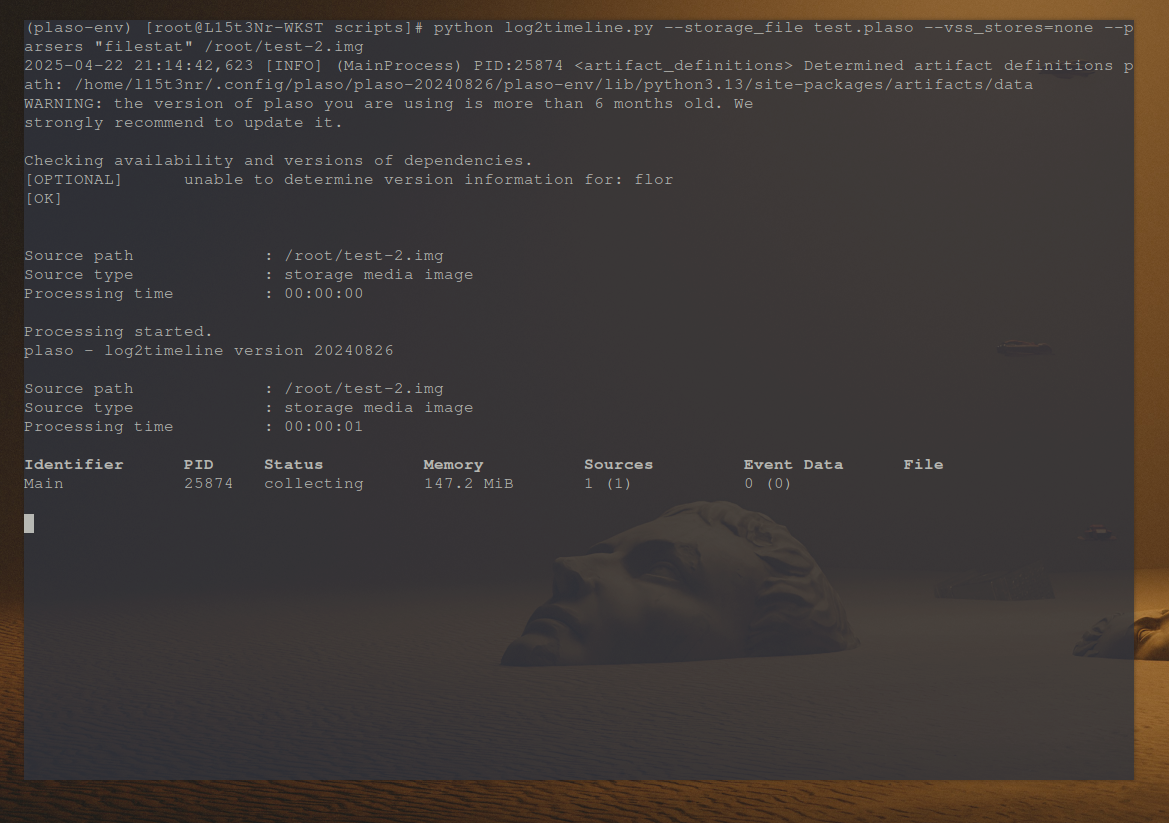 (plaso-env) [root@L15t3Nr-WKST scripts]# python log2timeline.py --storage_file test.plaso --vss_stores=none --p
arsers "filestat" /root/test-2.img
2025-04-22 21:14:42,623 [INFO] (MainProcess) PID:25874 <artifact_definitions> Determined artifact definitions p
ath: /home/l15t3nr/.config/plaso/plaso-20240826/plaso-env/lib/python3.13/site-packages/artifacts/data
WARNING: the version of plaso you are using is more than 6 months old. We
strongly recommend to update it.

Checking availability and versions of dependencies.
[OPTIONAL]      unable to determine version information for: flor
[OK]


Source path             : /root/test-2.img
Source type             : storage media image
Processing time         : 00:00:00

Processing started.
plaso - log2timeline version 20240826

Source path             : /root/test-2.img
Source type             : storage media image
Processing time         : 00:00:01

Identifier      PID     Status          Memory          Sources         Event Data      File
Main            25874   collecting      147.2 MiB       1 (1)           0 (0)